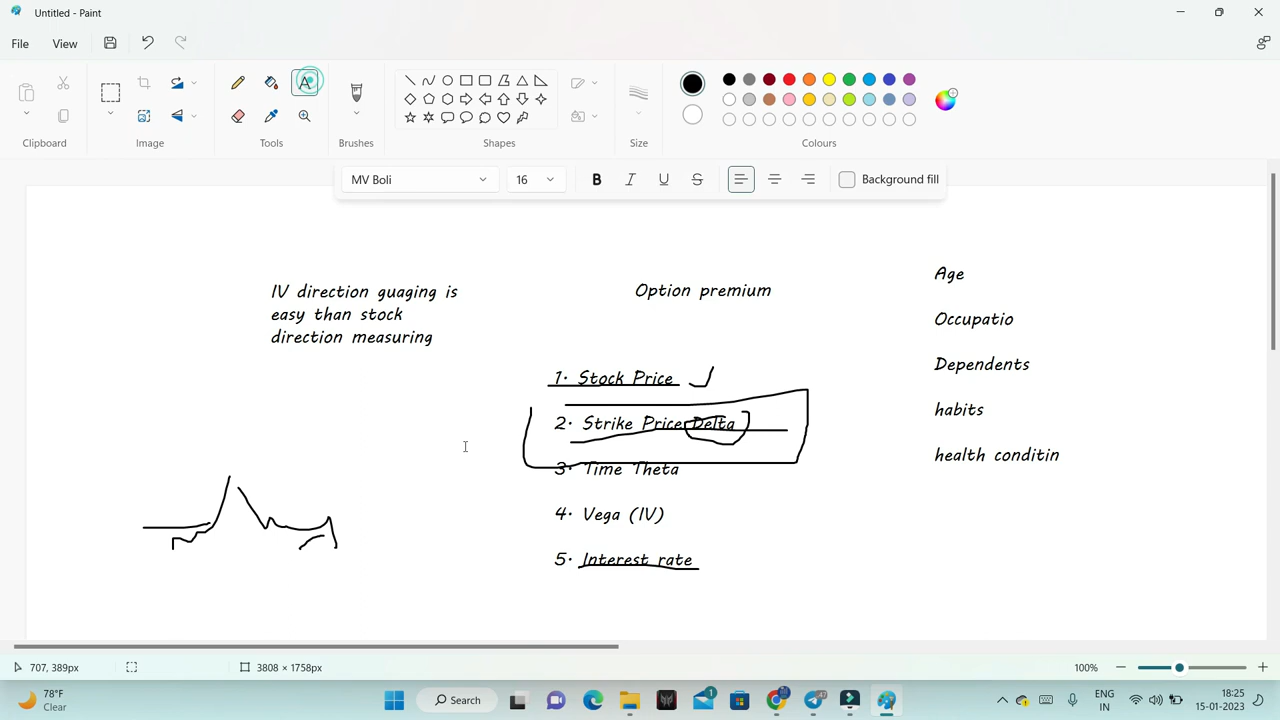 Untitled - Paint
File
View
Clipboard
Image
Tools
Brushes
Shapes
Size
Colours
MV Boli
16
B
I
U
S
Background fill
IV direction guaging is
easy than stock
direction measuring
Option premium
1. Stock Price
2. Strike Price Delta
3. Time Theta
4. Vega (IV)
5. Interest rate
Age
Occupatio
Dependents
habits
health conditin
707, 389px
3808 × 1758px
100%
78°F
Clear
Search
1
ENG
IN
18:25
15-01-2023